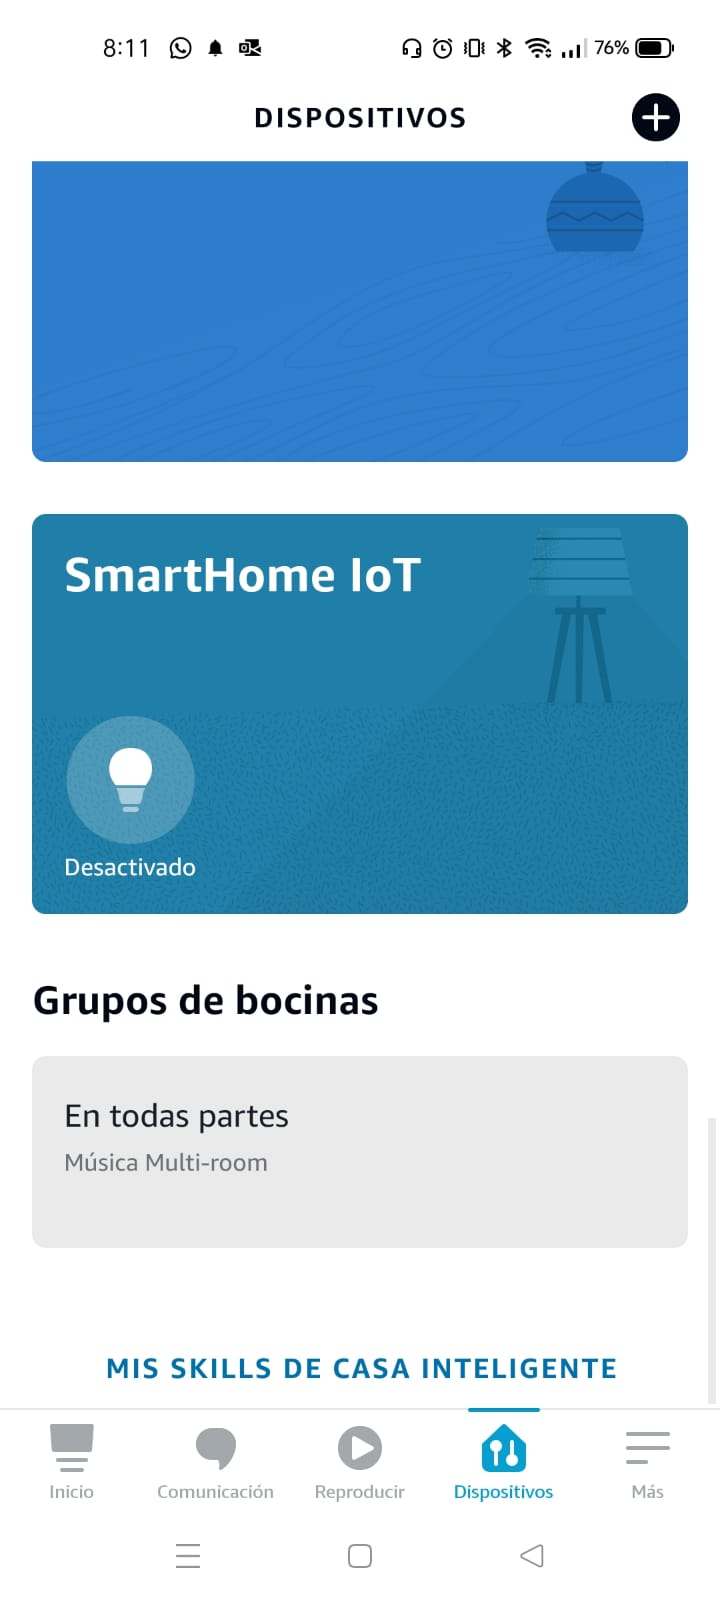 8:11
76%
DISPOSITIVOS
SmartHome IoT
Desactivado
Grupos de bocinas
En todas partes
Música Multi-room
MIS SKILLS DE CASA INTELIGENTE
Inicio
Comunicación
Reproducir
Dispositivos
Más